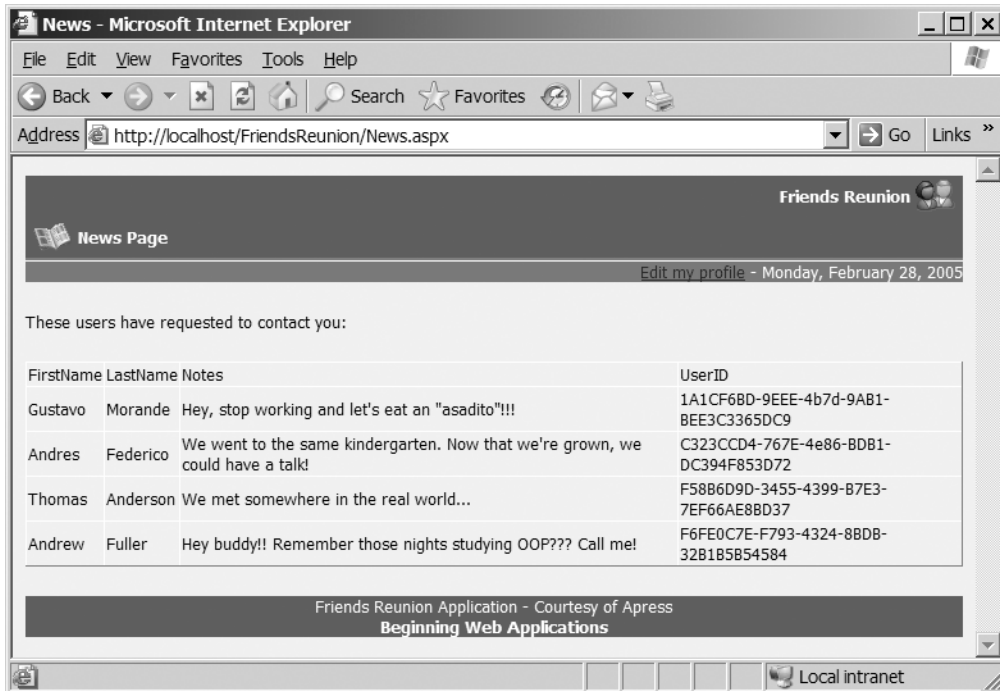 News - Microsoft Internet Explorer
File Edit View Favorites Tools Help
Back Search Favorites
Address http://localhost/FriendsReunion/News.aspx Go Links »
Friends Reunion
News Page
Edit my profile - Monday, February 28, 2005
These users have requested to contact you:
FirstName LastName Notes UserID
Gustavo Morande Hey, stop working and let's eat an "asadito"!!! 1A1CF6BD-9EEE-4b7d-9AB1-
BEE3C3365DC9
Andres Federico We went to the same kindergarten. Now that we're grown, we C323CCD4-767E-4e86-BDB1-
could have a talk! DC394F853D72
Thomas Anderson We met somewhere in the real world... F58B6D9D-3455-4399-B7E3-
7EF66AE8BD37
Andrew Fuller Hey buddy!! Remember those nights studying OOP??? Call me! F6FE0C7E-F793-4324-8BDB-
32B1B5B54584
Friends Reunion Application - Courtesy of Apress
Beginning Web Applications
Local intranet